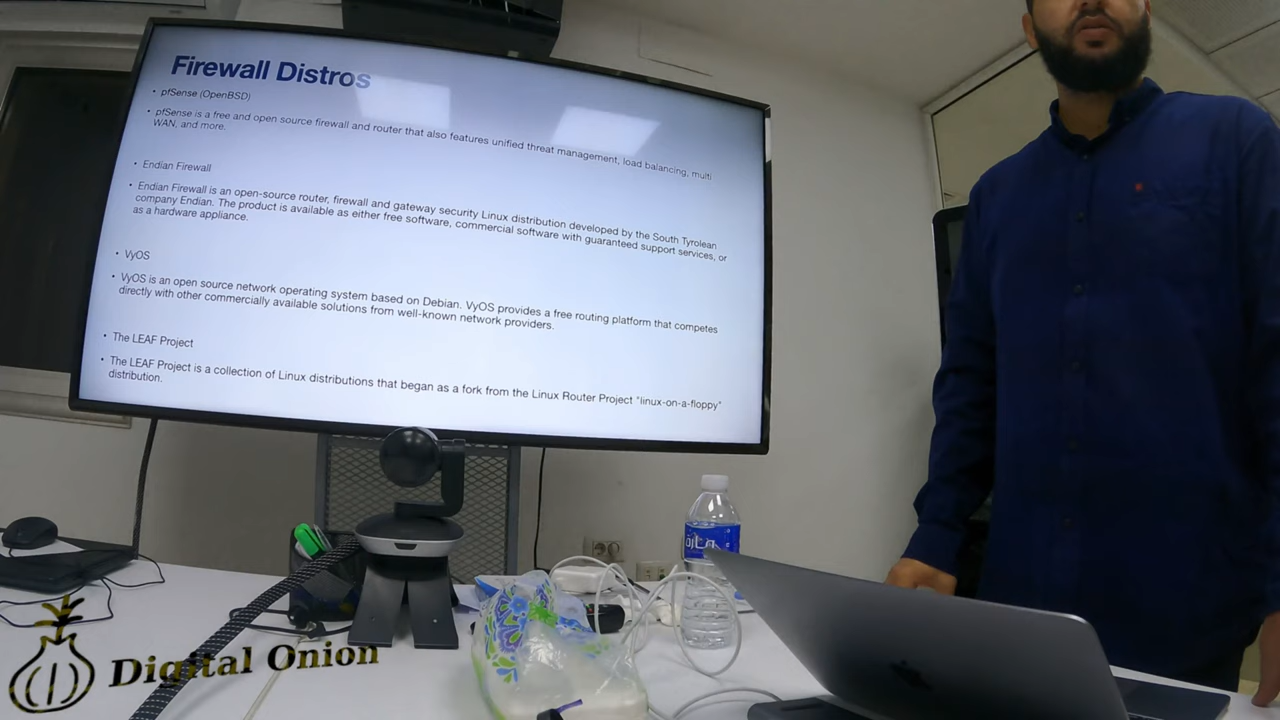 Firewall Distros
• pfSense (OpenBSD)
• pfSense is a free and open source firewall and router that also features unified threat management, load balancing, multi
WAN, and more.
• Endian Firewall
• Endian Firewall is an open-source router, firewall and gateway security Linux distribution developed by the South Tyrolean
company Endian. The product is available as either free software, commercial software with guaranteed support services, or
as a hardware appliance.
• VyOS
• VyOS is an open source network operating system based on Debian. VyOS provides a free routing platform that competes
directly with other commercially available solutions from well-known network providers.
• The LEAF Project
• The LEAF Project is a collection of Linux distributions that began as a fork from the Linux Router Project "linux-on-a-floppy"
distribution.
Digital Onion